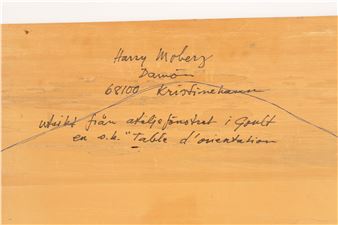 Harry Moberg
Damön
68100 Kristinehamn
utsikt från ateljéfönstret i Goult
en s.k. "Table d'orientation